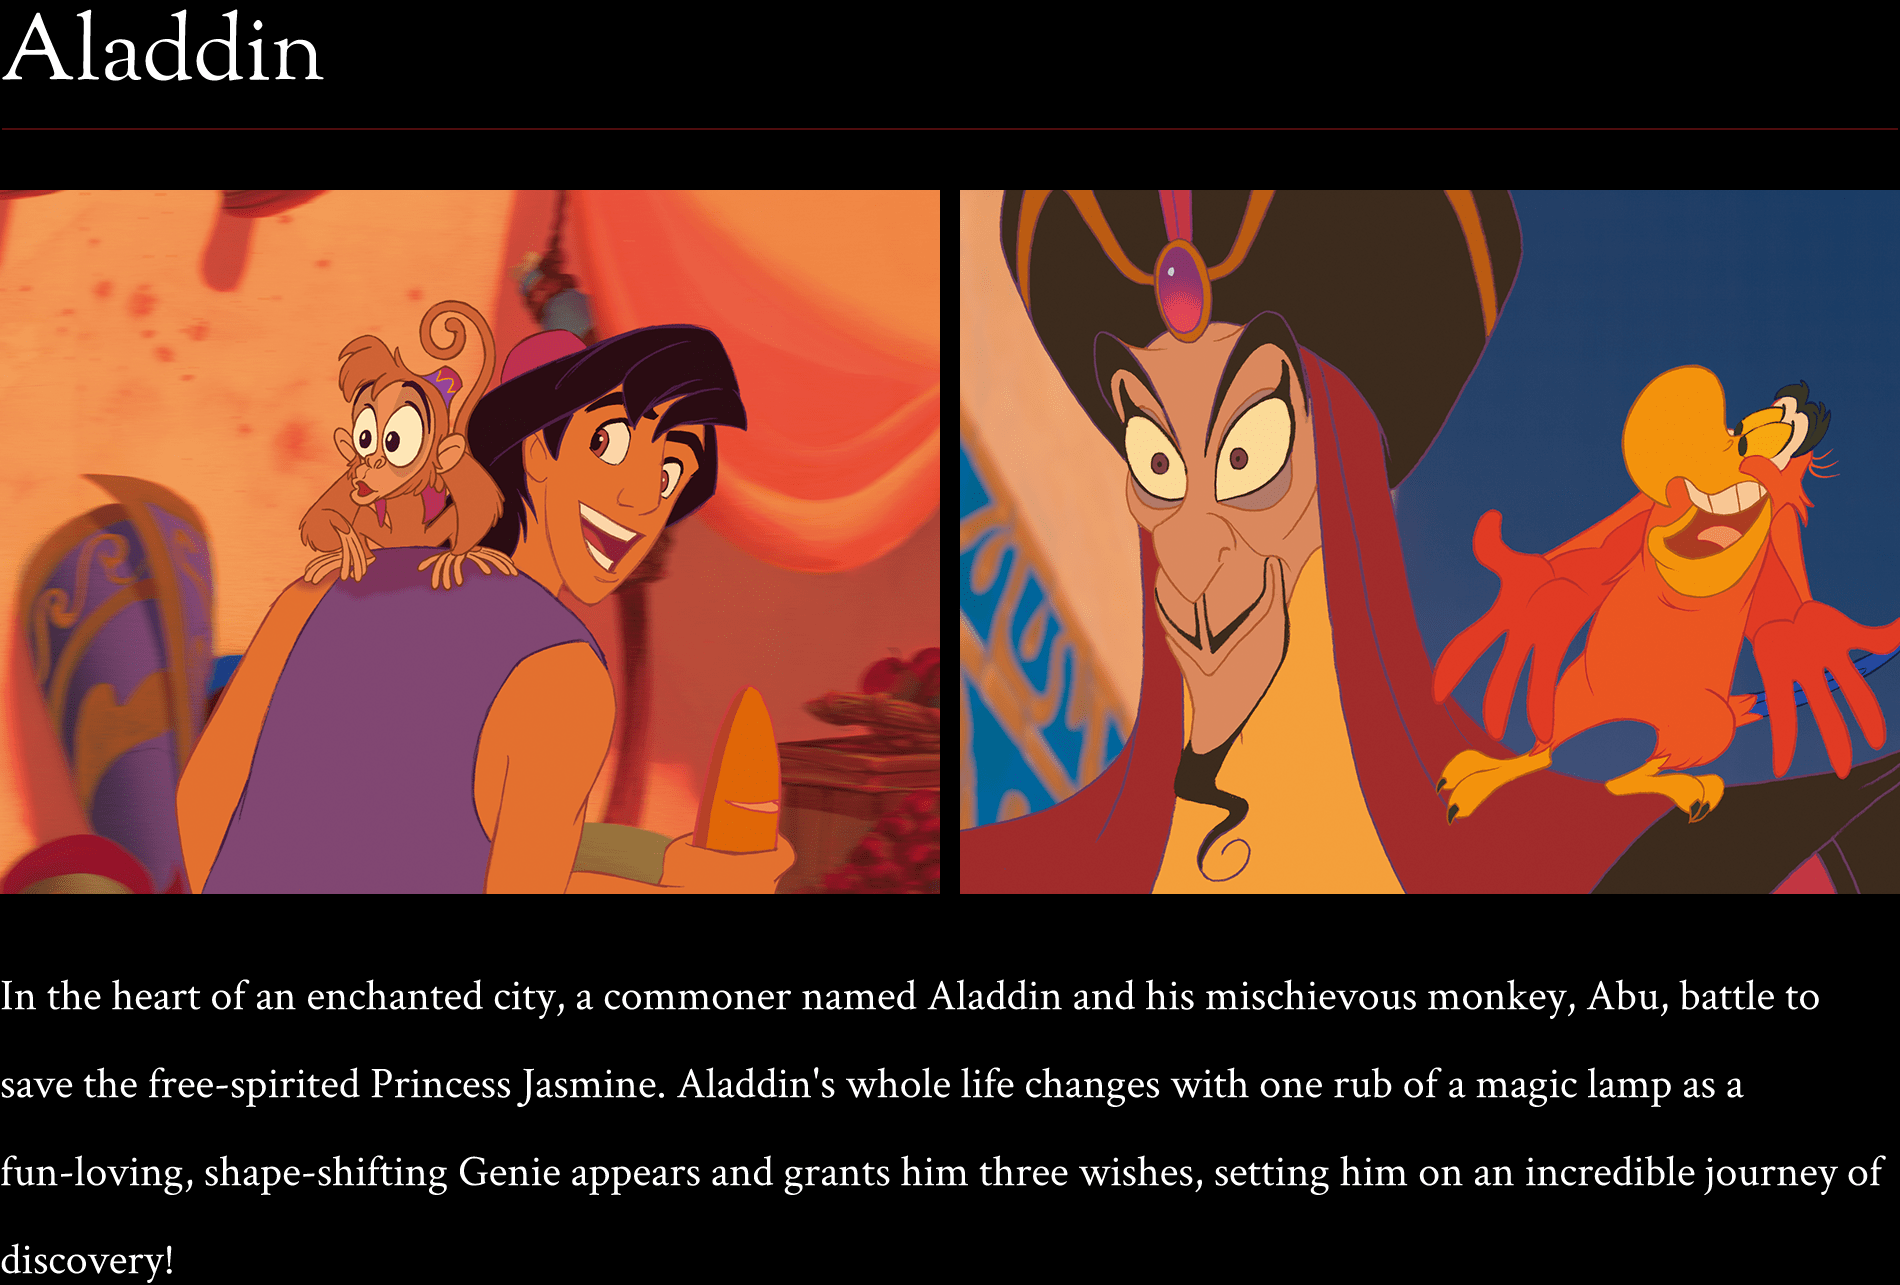 Aladdin
In the heart of an enchanted city, a commoner named Aladdin and his mischievous monkey, Abu, battle to
save the free-spirited Princess Jasmine. Aladdin's whole life changes with one rub of a magic lamp as a
fun-loving, shape-shifting Genie appears and grants him three wishes, setting him on an incredible journey of
discovery!